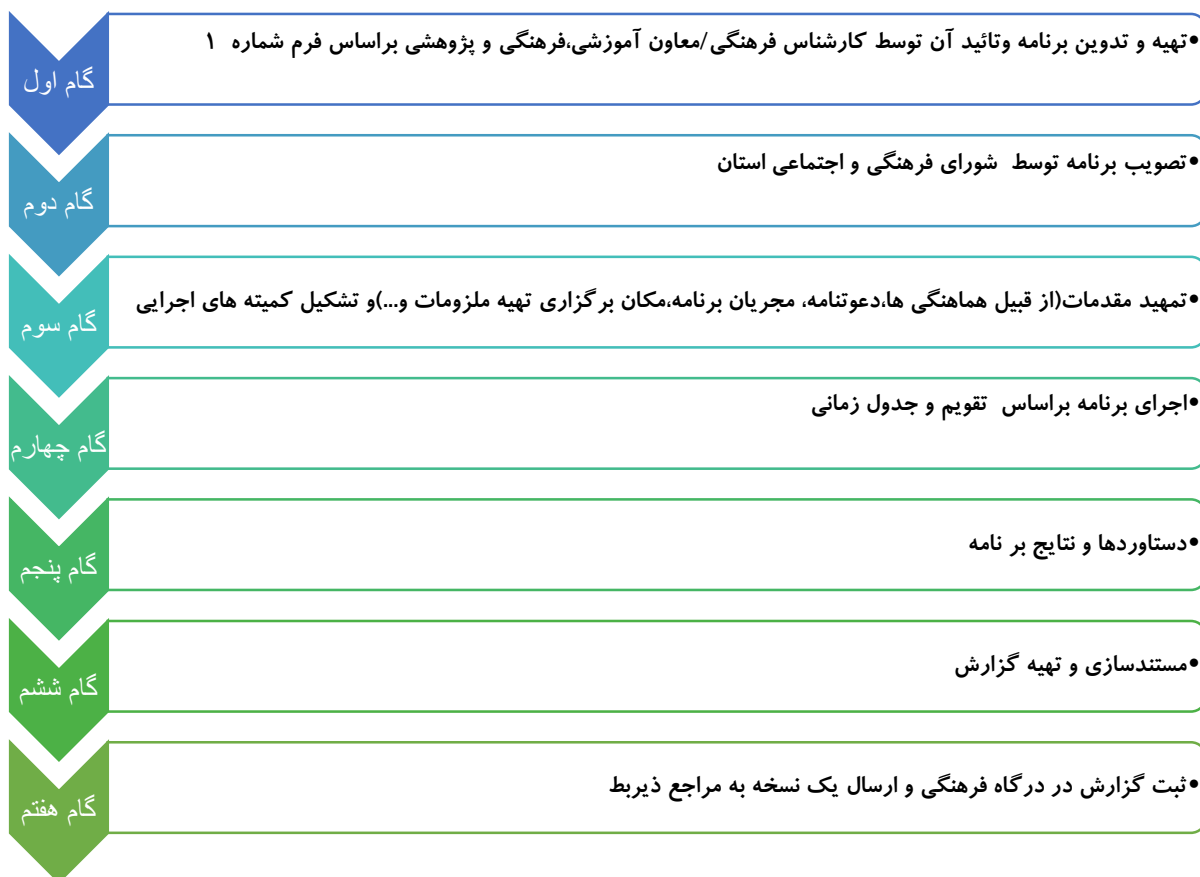 گام اول
•تهیه و تدوین برنامه وتائید آن توسط کارشناس فرهنگی/معاون آموزشی،فرهنگی و پژوهشی براساس فرم شماره ۱
گام دوم
•تصویب برنامه توسط شورای فرهنگی و اجتماعی استان
گام سوم
•تمهید مقدمات(از قبیل هماهنگی ها،دعوتنامه، مجریان برنامه،مکان برگزاری تهیه ملزومات و...)و تشکیل کمیته های اجرایی
گام چهارم
•اجرای برنامه براساس تقویم و جدول زمانی
گام پنجم
•دستاوردها و نتایج بر نامه
گام ششم
•مستندسازی و تهیه گزارش
گام هفتم
•ثبت گزارش در درگاه فرهنگی و ارسال یک نسخه به مراجع ذیربط